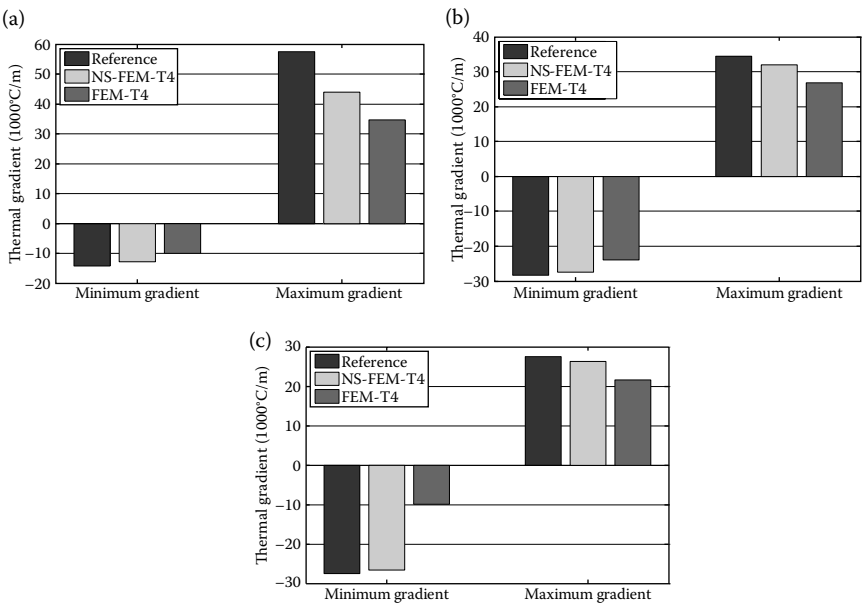 (a)
Thermal gradient (1000°C/m)
60
50
40
30
20
10
0
−10
−20
Reference
NS-FEM-T4
FEM-T4
Minimum gradient
Maximum gradient
(b)
Thermal gradient (1000°C/m)
40
30
20
10
0
−10
−20
−30
Reference
NS-FEM-T4
FEM-T4
Minimum gradient
Maximum gradient
(c)
Thermal gradient (1000°C/m)
30
20
10
0
−10
−20
−30
Reference
NS-FEM-T4
FEM-T4
Minimum gradient
Maximum gradient